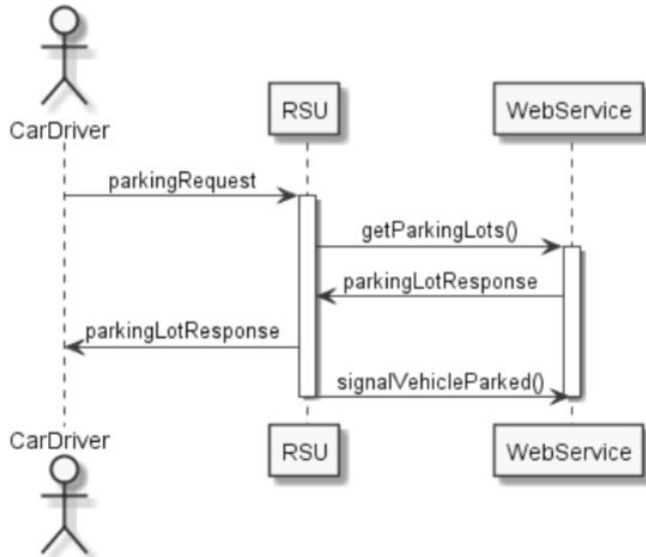 CarDriver
RSU
WebService
parkingRequest
getParkingLots()
parkingLotResponse
parkingLotResponse
signalVehicleParked()
CarDriver
RSU
WebService